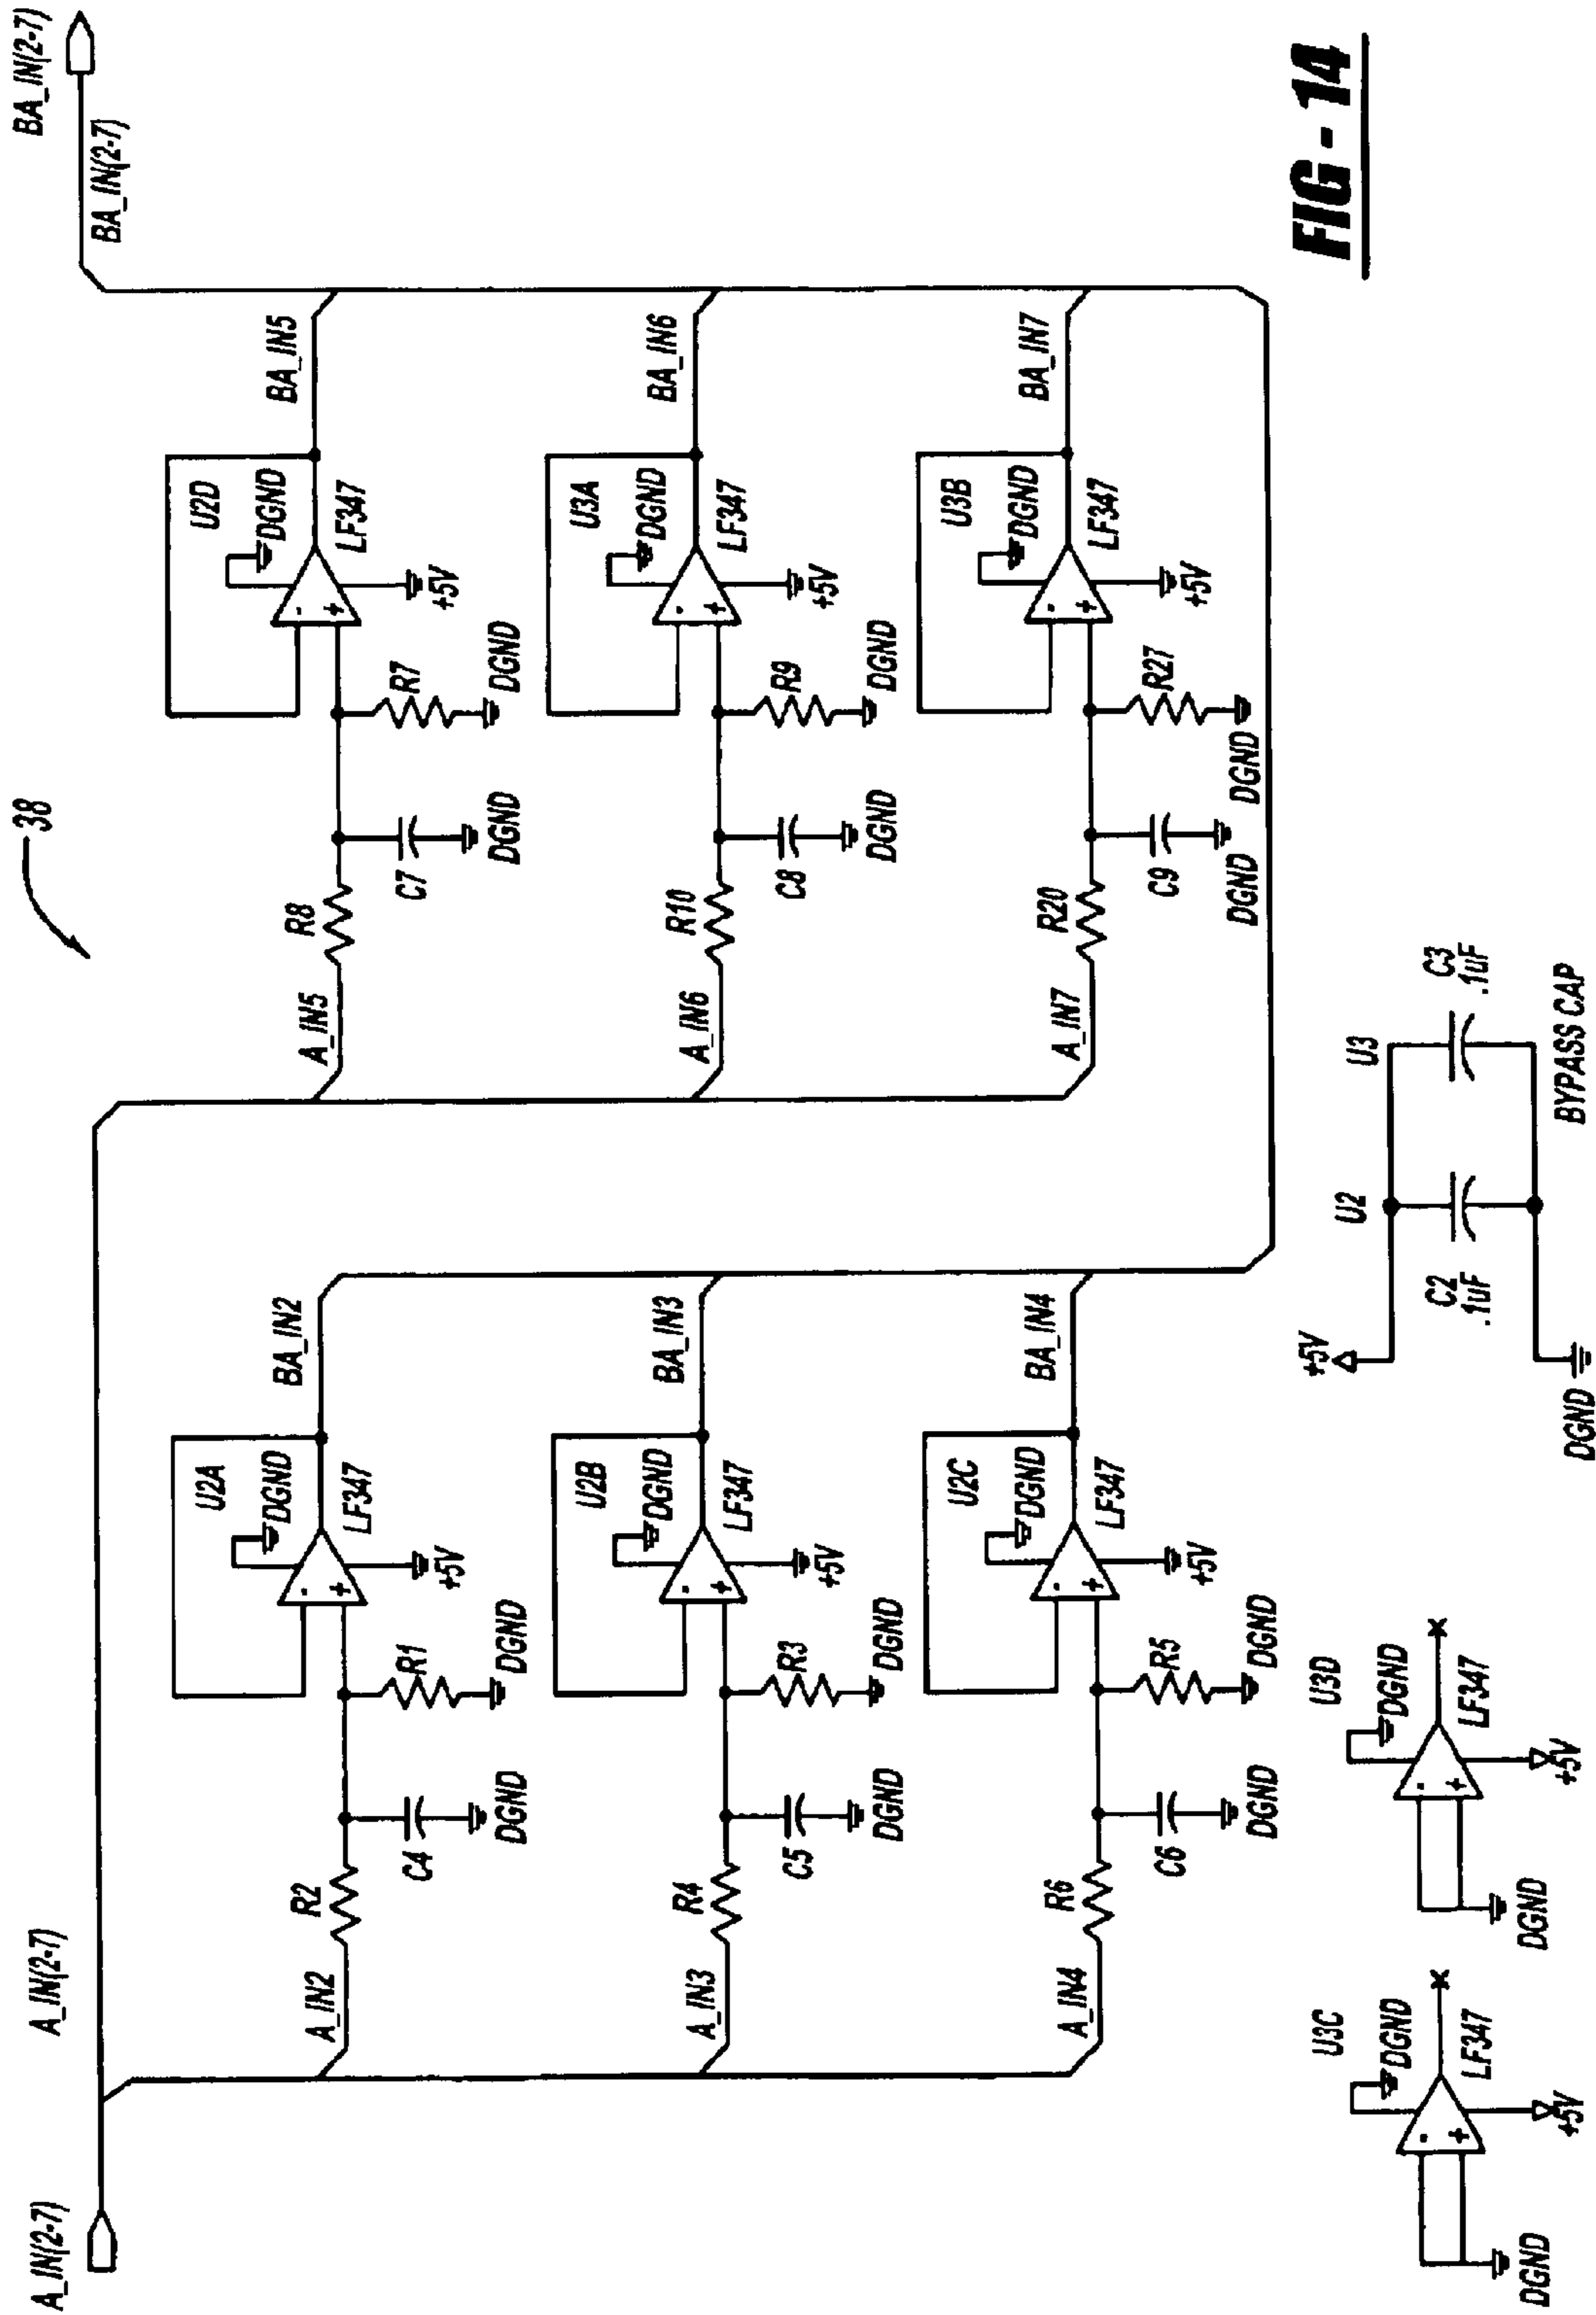 A_IN(2-7)
A_IN(2-7)
38
BA_IN(2-7)
BA_IN(2-7)
A_IN2
R2
C4
DGND
R1
DGND
U2A
DGND
LF347
+5V
BA_IN2
A_IN5
R8
C7
DGND
R7
DGND
U2D
DGND
LF347
+5V
BA_IN5
A_IN3
R4
C5
DGND
R3
DGND
U2B
DGND
LF347
+5V
BA_IN3
A_IN6
R10
C8
DGND
R9
DGND
U3A
DGND
LF347
+5V
BA_IN6
A_IN4
R6
C6
DGND
R5
DGND
U2C
DGND
LF347
+5V
BA_IN4
A_IN7
R20
C9
DGND
R27
DGND
U3B
DGND
LF347
+5V
BA_IN7
U3C
DGND
LF347
+5V
DGND
U3D
DGND
LF347
+5V
DGND
+5V
U2
U3
C2
.1uF
C3
.1uF
DGND
BYPASS CAP
FIG - 14
- +
- +
- +
- +
- +
- +
- +
- +